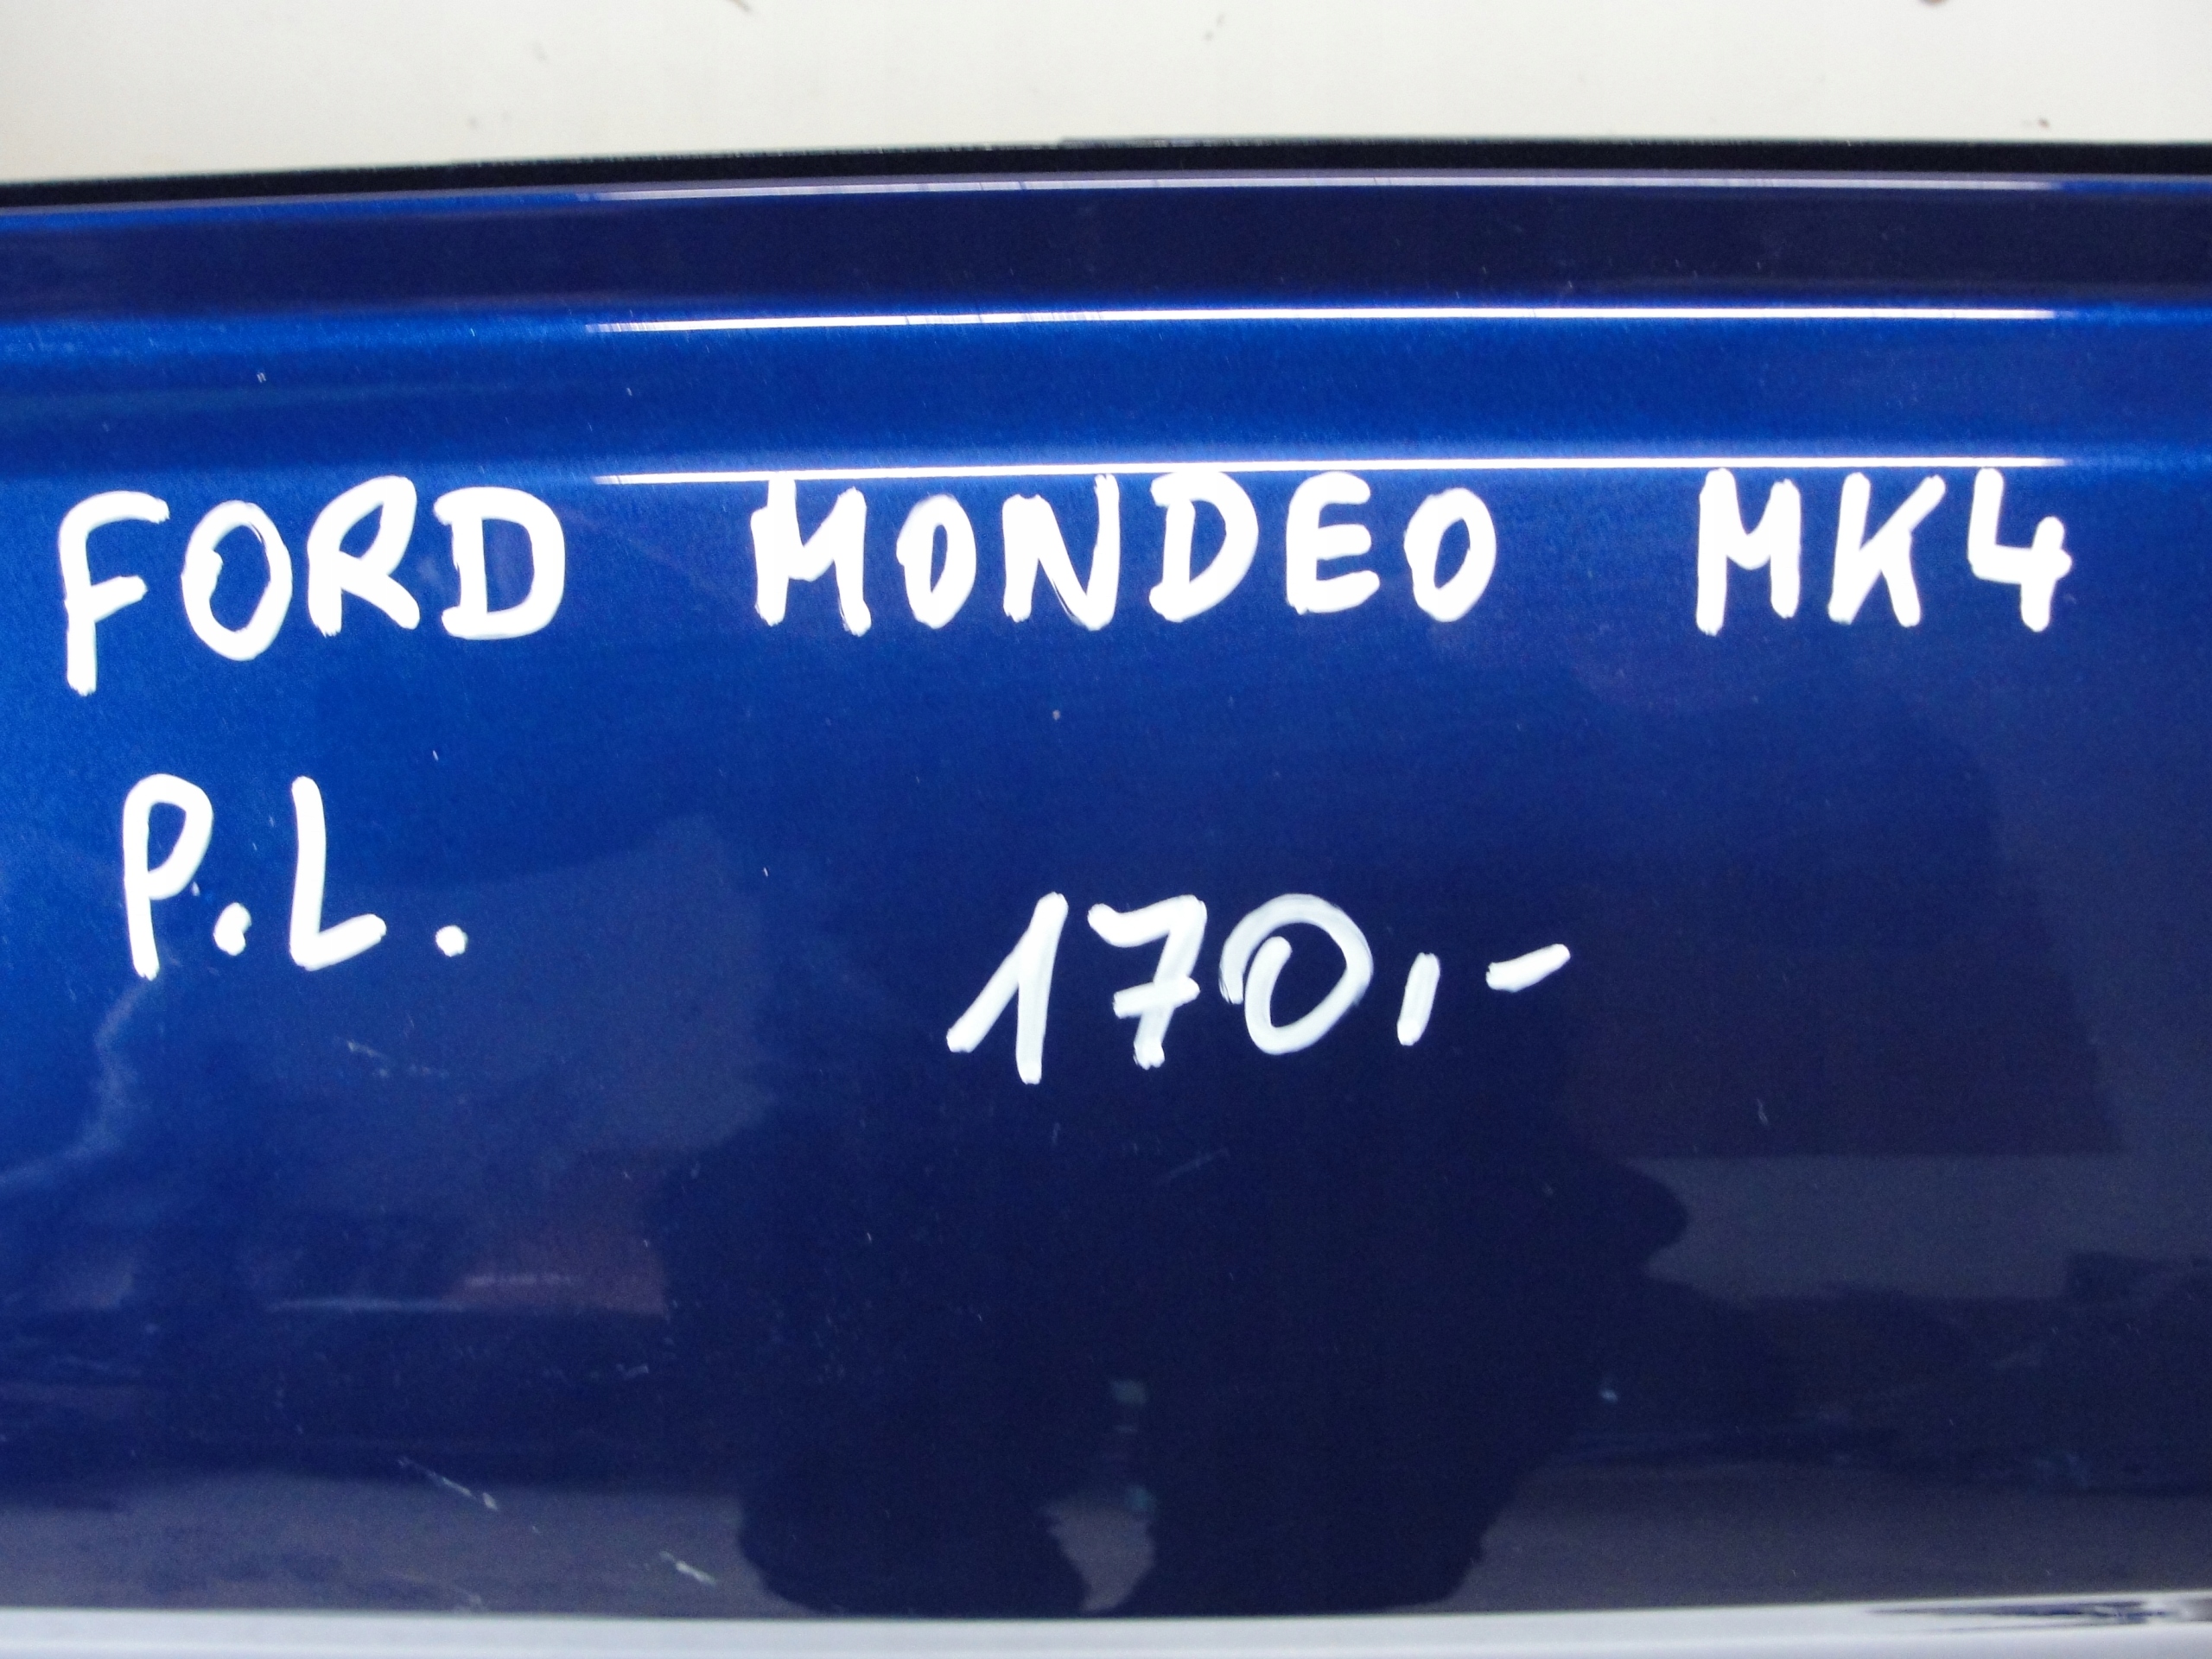 FORD MONDEO MK4
P.L.
170,-